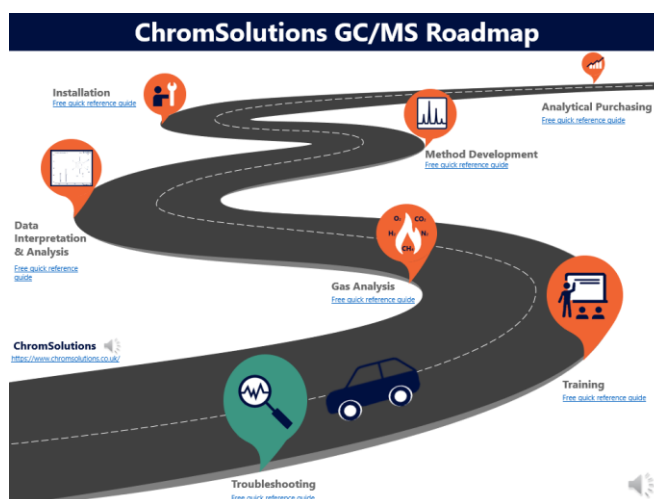 ChromSolutions GC/MS Roadmap
Installation
Free quick reference guide
Analytical Purchasing
Free quick reference guide
Method Development
Free quick reference guide
Data
Interpretation
& Analysis
Free quick reference
guide
O₂ CO₂
H₂ N₂
CH₄
Gas Analysis
Free quick reference guide
ChromSolutions
https://www.chromsolutions.co.uk/
Training
Free quick reference guide
Troubleshooting
Free quick reference guide